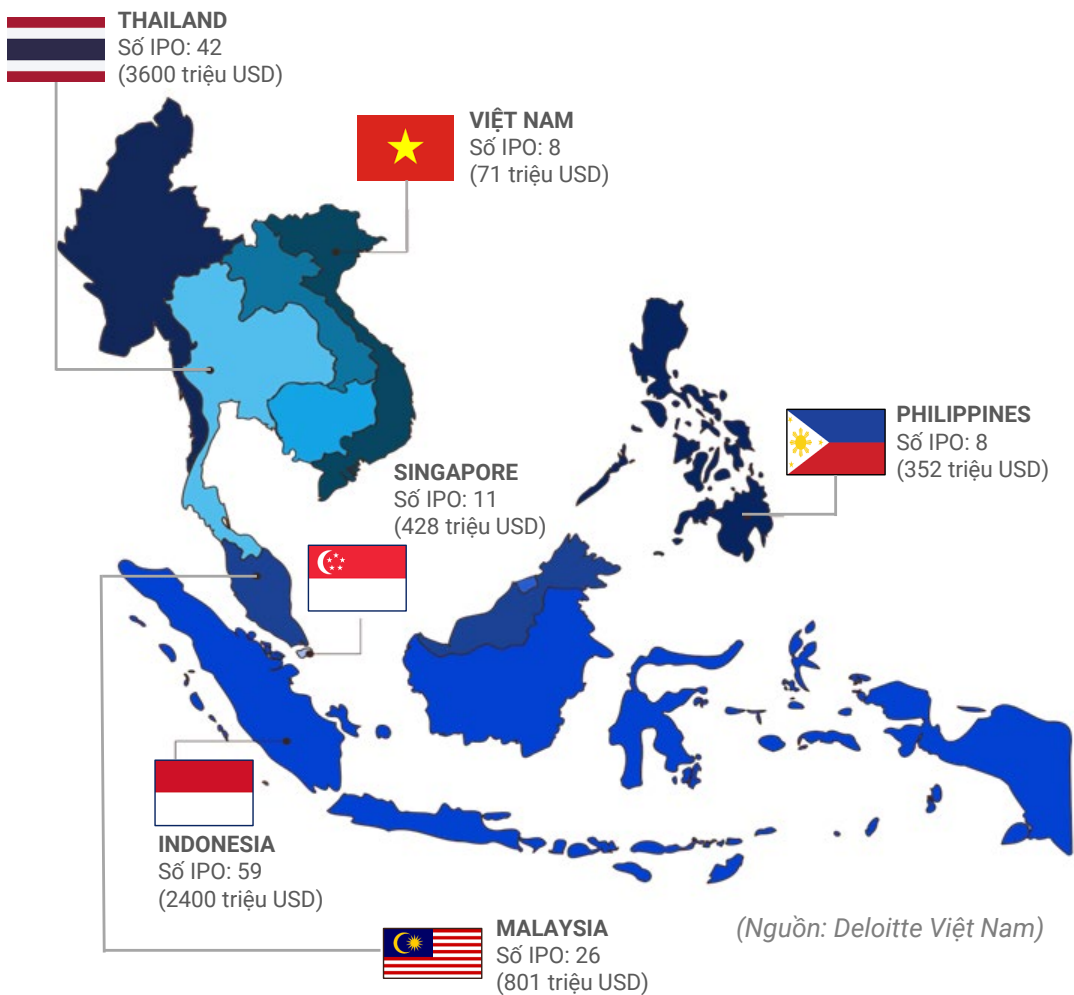 THAILAND
Số IPO: 42
(3600 triệu USD)
VIỆT NAM
Số IPO: 8
(71 triệu USD)
PHILIPPINES
Số IPO: 8
(352 triệu USD)
SINGAPORE
Số IPO: 11
(428 triệu USD)
INDONESIA
Số IPO: 59
(2400 triệu USD)
MALAYSIA
Số IPO: 26
(801 triệu USD)
(Nguồn: Deloitte Việt Nam)